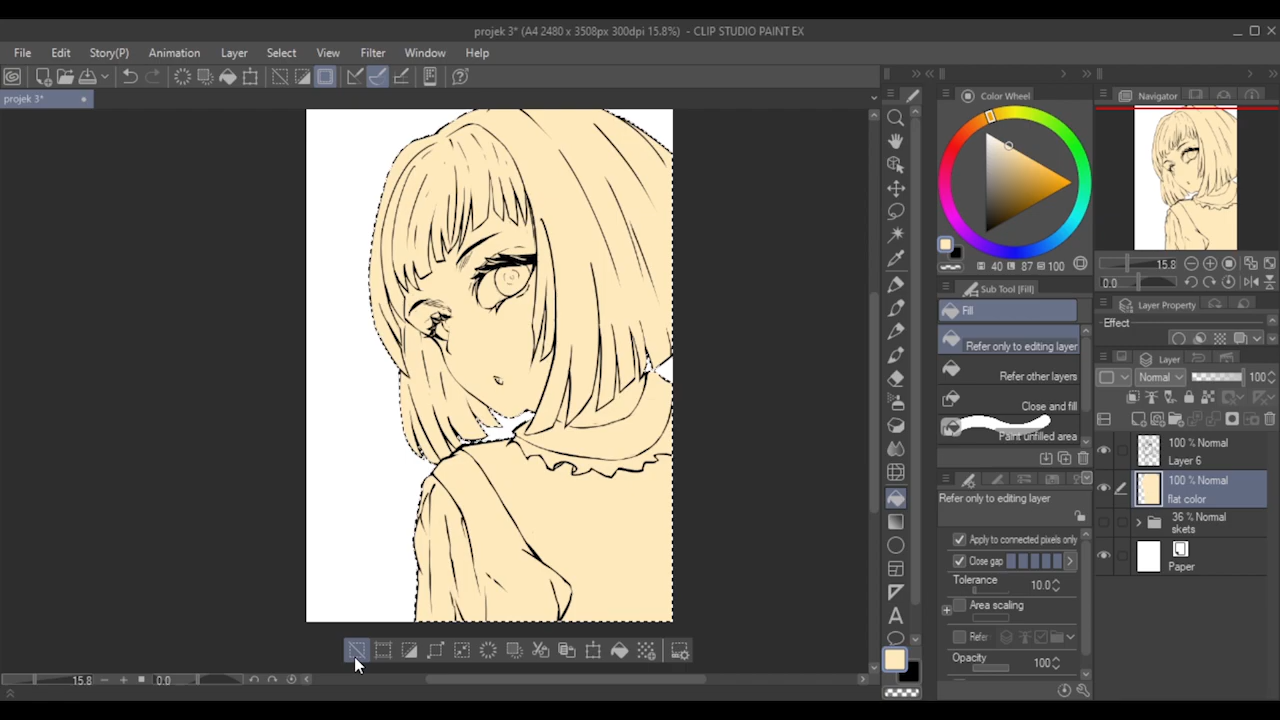 projek 3* (A4 2480 x 3508px 300dpi 15.8%) - CLIP STUDIO PAINT EX
File Edit Story(P) Animation Layer Select View Filter Window Help
projek 3*
Color Wheel
40 87 100
Sub Tool [Fill]
Fill
Refer only to editing layer
Refer other layers
Close and fill
Paint unfilled area
Refer only to editing layer
Apply to connected pixels only
Close gap
Tolerance 10.0
Area scaling
Refer
Opacity 100
Navigator
15.8
0.0
Layer Property
Effect
Layer
Normal 100
100 % Normal
Layer 6
100 % Normal
flat color
36 % Normal
skets
Paper
A
15.8 0.0